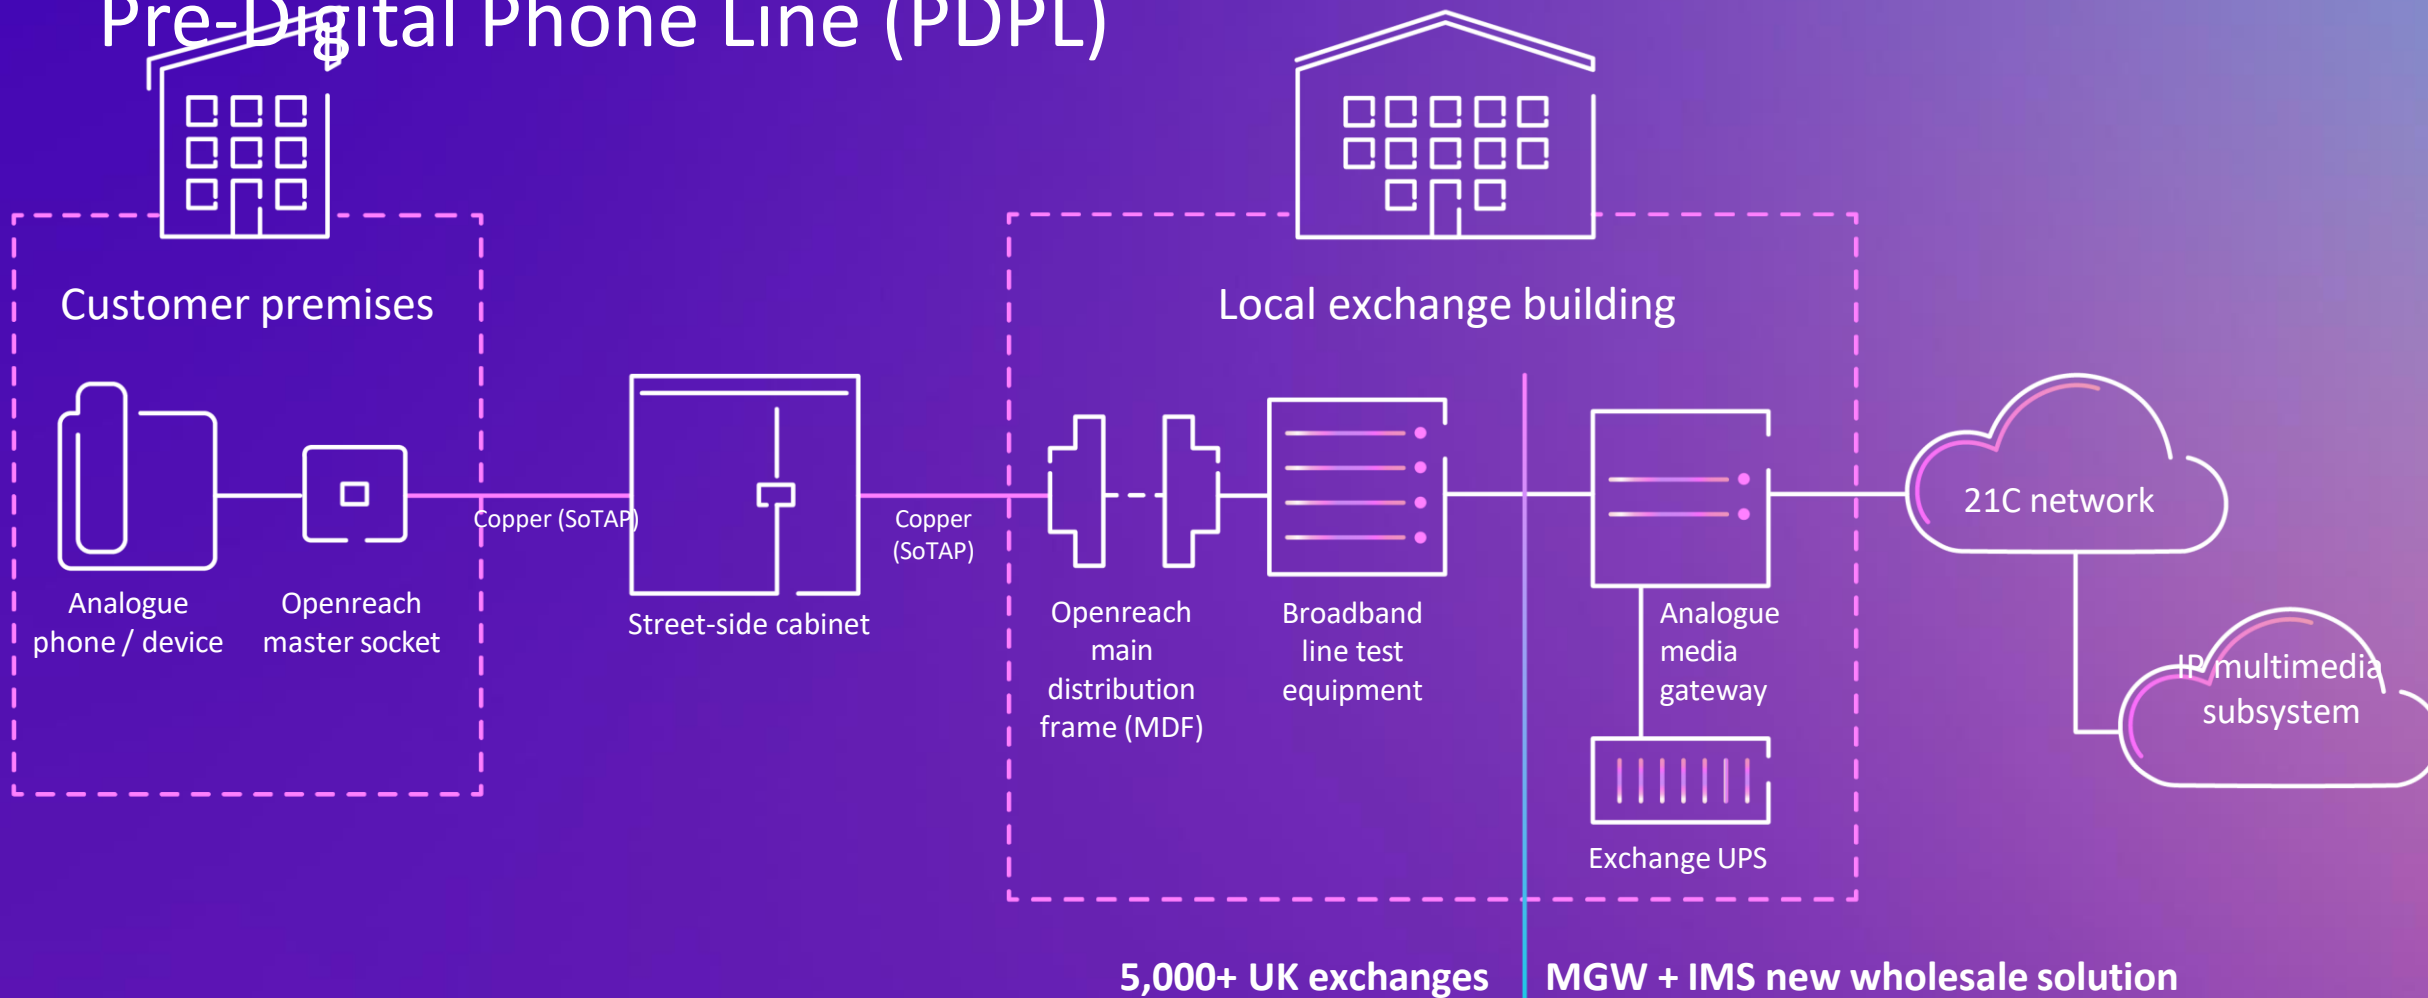 Pre-Digital Phone Line (PDPL)
Customer premises
Local exchange building
Analogue
phone / device
Openreach
master socket
Copper (SoTAP)
Street-side cabinet
Copper
(SoTAP)
Openreach
main
distribution
frame (MDF)
Broadband
line test
equipment
Analogue
media
gateway
Exchange UPS
21C network
IP multimedia
subsystem
5,000+ UK exchanges
MGW + IMS new wholesale solution